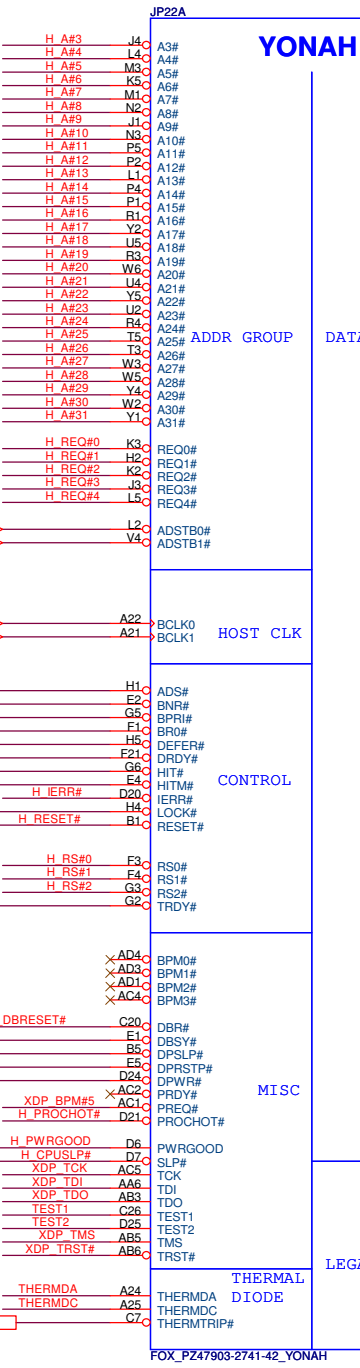 JP22A
YONAH
H_A#3 J4 A3#
H_A#4 L4 A4#
H_A#5 M3 A5#
H_A#6 K5 A6#
H_A#7 M1 A7#
H_A#8 N2 A8#
H_A#9 J1 A9#
H_A#10 N3 A10#
H_A#11 P5 A11#
H_A#12 P2 A12#
H_A#13 L1 A13#
H_A#14 P4 A14#
H_A#15 P1 A15#
H_A#16 R1 A16#
H_A#17 Y2 A17#
H_A#18 U5 A18#
H_A#19 R3 A19#
H_A#20 W6 A20#
H_A#21 U4 A21#
H_A#22 Y5 A22#
H_A#23 U2 A23#
H_A#24 R4 A24#
H_A#25 T5 A25# ADDR GROUP DATA
H_A#26 T3 A26#
H_A#27 W3 A27#
H_A#28 W5 A28#
H_A#29 Y4 A29#
H_A#30 W2 A30#
H_A#31 Y1 A31#
H_REQ#0 K3 REQ0#
H_REQ#1 H2 REQ1#
H_REQ#2 K2 REQ2#
H_REQ#3 J3 REQ3#
H_REQ#4 L5 REQ4#
L2 ADSTB0#
V4 ADSTB1#
A22 BCLK0
A21 BCLK1 HOST CLK
H1 ADS#
E2 BNR#
G5 BPRI#
F1 BR0#
H5 DEFER#
F21 DRDY#
G6 HIT#
E4 HITM# CONTROL
H_IERR# D20 IERR#
H4 LOCK#
H_RESET# B1 RESET#
H_RS#0 F3 RS0#
H_RS#1 F4 RS1#
H_RS#2 G3 RS2#
G2 TRDY#
AD4 BPM0#
AD3 BPM1#
AD1 BPM2#
AC4 BPM3#
DBRESET# C20 DBR#
E1 DBSY#
B5 DPSLP#
E5 DPRSTP#
D24 DPWR#
AC2 PRDY# MISC
XDP_BPM#5 AC1 PREQ#
H_PROCHOT# D21 PROCHOT#
H_PWRGOOD D6 PWRGOOD
H_CPUSLP# D7 SLP#
XDP_TCK AC5 TCK
XDP_TDI AA6 TDI
XDP_TDO AB3 TDO
TEST1 C26 TEST1
TEST2 D25 TEST2
XDP_TMS AB5 TMS
XDP_TRST# AB6 TRST#
LEGA
THERMAL
THERMDA A24 THERMDA DIODE
THERMDC A25 THERMDC
C7 THERMTRIP#
FOX_PZ47903-2741-42_YONAH